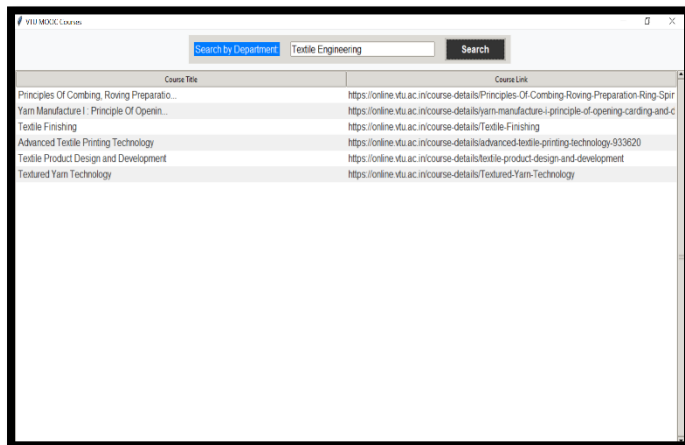 VTU MOOC Courses
Search by Department: Textile Engineering Search
Course Title Course Link
Principles Of Combing, Roving Preparatio... https://online.vtu.ac.in/course-details/Principles-Of-Combing-Roving-Preparation-Ring-Spir
Yarn Manufacture I : Principle Of Openin... https://online.vtu.ac.in/course-details/yarn-manufacture-i-principle-of-opening-carding-and-d
Textile Finishing https://online.vtu.ac.in/course-details/Textile-Finishing
Advanced Textile Printing Technology https://online.vtu.ac.in/course-details/advanced-textile-printing-technology-933620
Textile Product Design and Development https://online.vtu.ac.in/course-details/textile-product-design-and-development
Textured Yarn Technology https://online.vtu.ac.in/course-details/Textured-Yarn-Technology